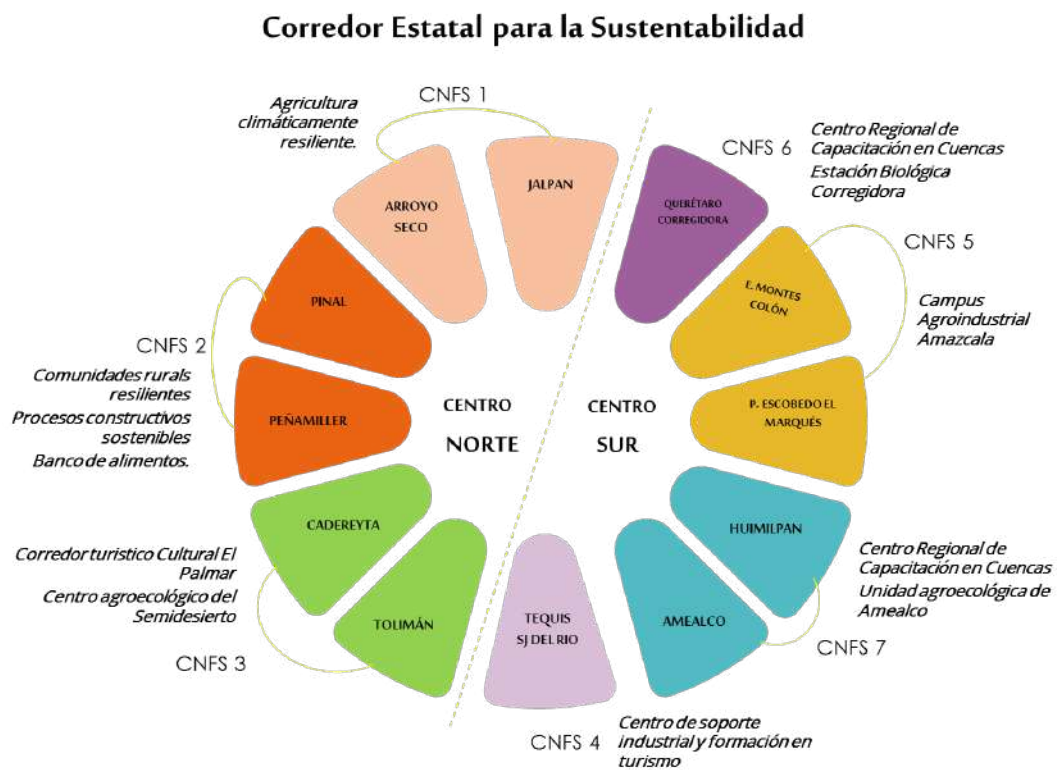 Corredor Estatal para la Sustentabilidad
CNFS 1
Agricultura
climáticamente
resiliente.
ARROYO
SECO
JALPAN
CNFS 6
Centro Regional de
Capacitación en Cuencas
Estación Biológica
Corregidora
QUERÉTARO
CORREGIDORA
CNFS 5
E. MONTES
COLÓN
Campus
Agroindustrial
Amazcala
P. ESCOBEDO EL
MARQUÉS
PINAL
CNFS 2
Comunidades rurals
resilientes
Procesos constructivos
sostenibles
Banco de alimentos.
PEÑAMILLER
CENTRO
NORTE
CENTRO
SUR
CADEREYTA
Corredor turistico Cultural El
Palmar
Centro agroecológico del
Semidesierto
TOLIMÁN
CNFS 3
TEQUIS
SJ DEL RIO
CNFS 4
Centro de soporte
industrial y formación en
turismo
AMEALCO
HUIMILPAN
Centro Regional de
Capacitación en Cuencas
Unidad agroecológica de
Amealco
CNFS 7